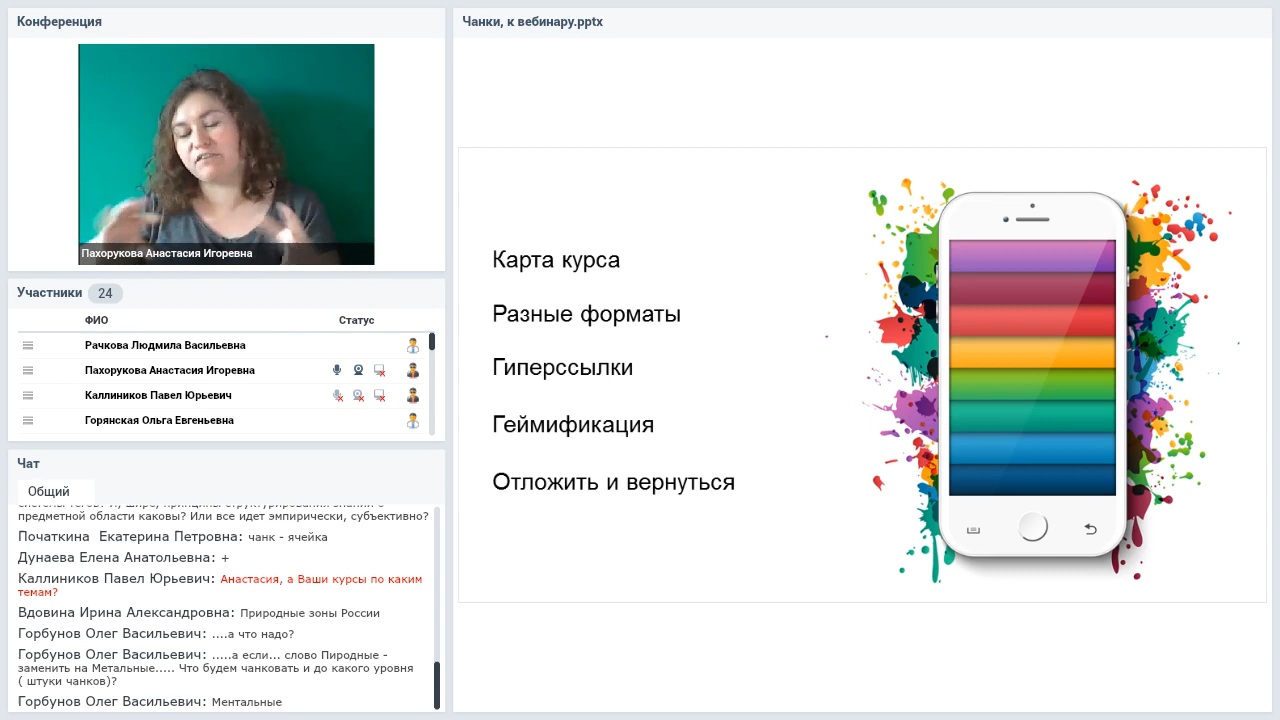 Конференция
Пахорукова Анастасия Игоревна
Участники 24
ФИО Статус
Рачкова Людмила Васильевна
Пахорукова Анастасия Игоревна
Каллиников Павел Юрьевич
Горянская Ольга Евгеньевна
Чат
Общий
предметной области каковы? Или все идет эмпирически, субъективно?
Початкина Екатерина Петровна: чанк - ячейка
Дунаева Елена Анатольевна: +
Каллиников Павел Юрьевич: Анастасия, а Ваши курсы по каким
темам?
Вдовина Ирина Александровна: Природные зоны России
Горбунов Олег Васильевич: ....а что надо?
Горбунов Олег Васильевич: .....а если... слово Пиродные -
заменить на Метальные..... Что будем чанковать и до какого уровня
( штуки чанков)?
Горбунов Олег Васильевич: Ментальные
Чанки, к вебинару.pptx
Карта курса
Разные форматы
Гиперссылки
Геймификация
Отложить и вернуться